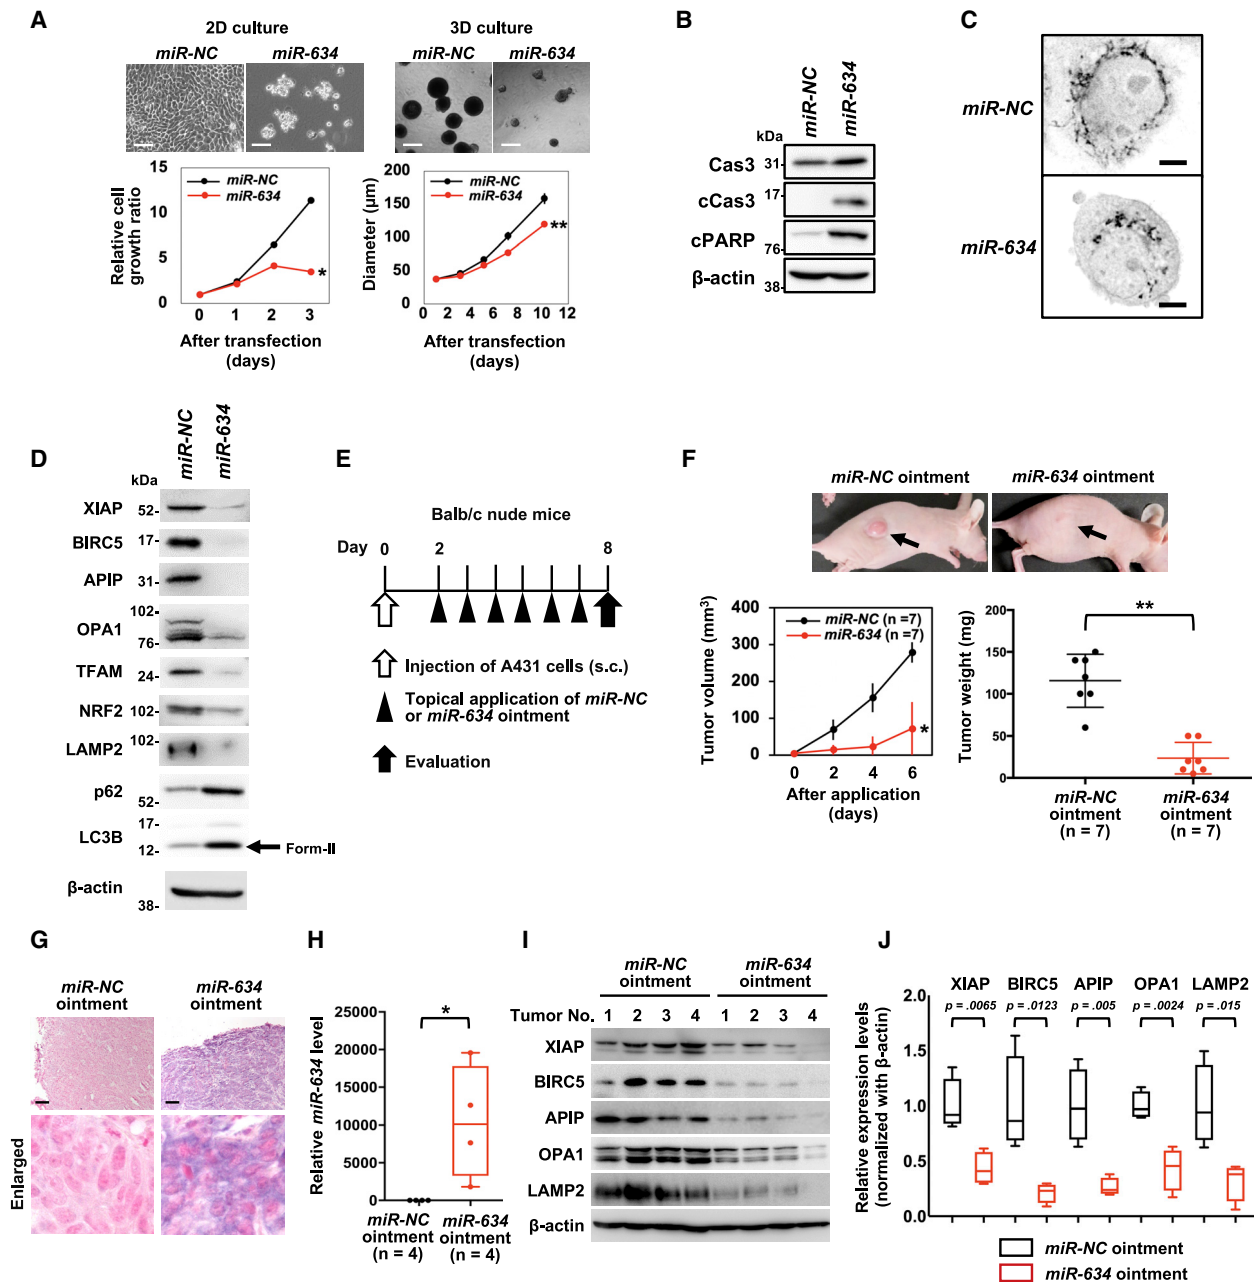 A
2D culture
miR-NC miR-634
3D culture
miR-NC miR-634
Relative cell
growth ratio
15
10
5
0
miR-NC
miR-634
*
0 1 2 3
After transfection
(days)
Diameter (μm)
200
150
100
50
0
miR-NC
miR-634
**
0 2 4 6 8 10 12
After transfection
(days)
B
miR-NC
miR-634
kDa
Cas3 31-
cCas3 17-
cPARP 76-
β-actin 38-
C
miR-NC
miR-634
D
miR-NC
miR-634
kDa
XIAP 52-
BIRC5 17-
APIP 31-
OPA1 102- 76-
TFAM 24-
NRF2 102-
LAMP2 102-
p62 52-
LC3B 17- 12- Form-II
β-actin 38-
E
Balb/c nude mice
Day 0 2 8
Injection of A431 cells (s.c.)
Topical application of miR-NC
or miR-634 ointment
Evaluation
F
miR-NC ointment miR-634 ointment
Tumor volume (mm³)
400
300
200
100
0
miR-NC (n =7)
miR-634 (n =7)
*
0 2 4 6
After application
(days)
Tumor weight (mg)
200
150
100
50
0
**
miR-NC
ointment
(n = 7)
miR-634
ointment
(n = 7)
G
miR-NC
ointment
miR-634
ointment
Enlarged
H
Relative miR-634 level
25000
20000
15000
10000
5000
0
*
miR-NC
ointment
(n = 4)
miR-634
ointment
(n = 4)
I
miR-NC
ointment
miR-634
ointment
Tumor No. 1 2 3 4 1 2 3 4
XIAP
BIRC5
APIP
OPA1
LAMP2
β-actin
J
Relative expression levels
(normalized with β-actin)
2.0
1.5
1.0
0.5
0.0
XIAP BIRC5 APIP OPA1 LAMP2
p = .0065 p = .0123 p = .005 p = .0024 p = .015
miR-NC ointment
miR-634 ointment